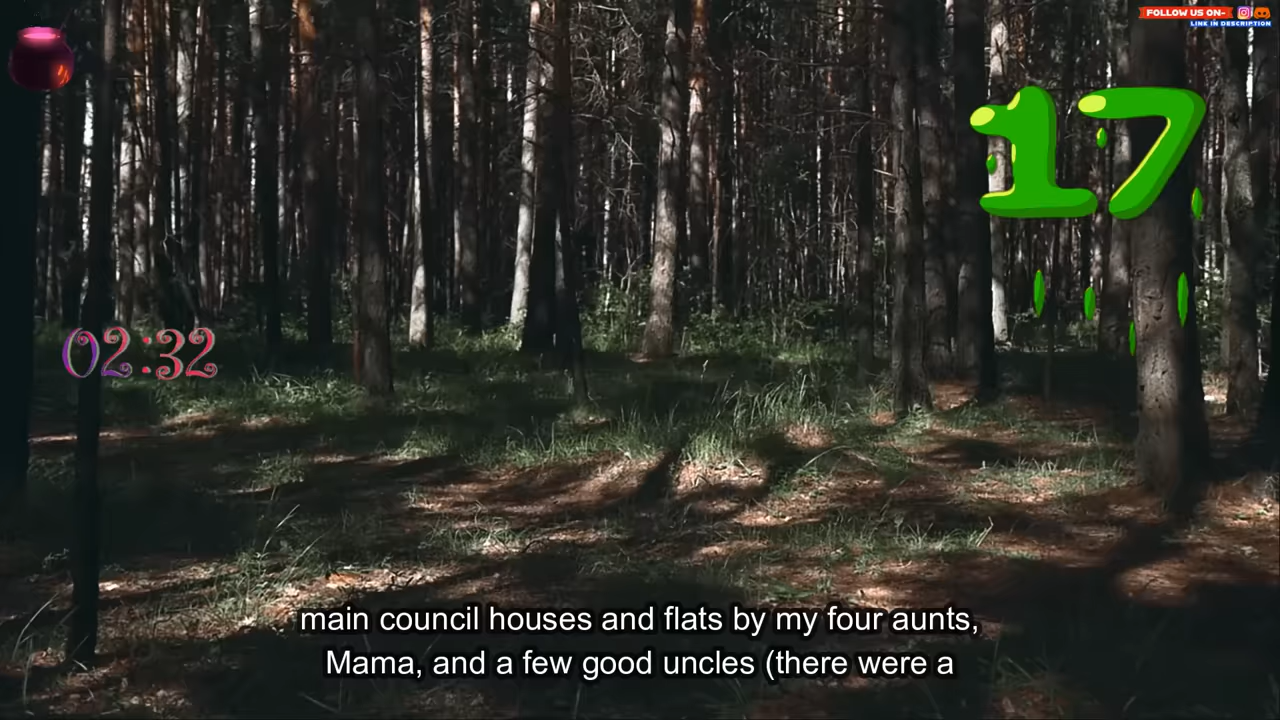 FOLLOW US ON-
LINK IN DESCRIPTION
17
02:32
main council houses and flats by my four aunts,
Mama, and a few good uncles (there were a